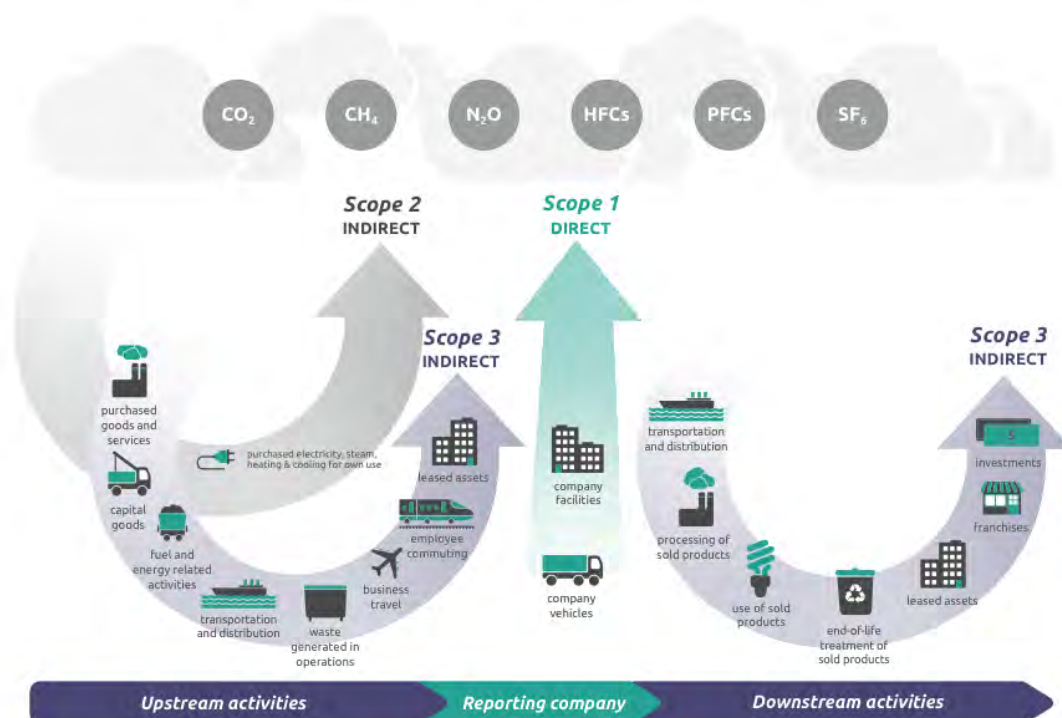 CO₂
CH₄
N₂O
HFCs
PFCs
SF₆
Scope 2
INDIRECT
Scope 1
DIRECT
Scope 3
INDIRECT
Scope 3
INDIRECT
purchased
goods and
services
capital
goods
fuel and
energy related
activities
purchased electricity, steam,
heating & cooling for own use
transportation
and distribution
waste
generated in
operations
business
travel
employee
commuting
leased assets
company
facilities
company
vehicles
transportation
and distribution
processing of
sold products
use of sold
products
end-of-life
treatment of
sold products
leased assets
franchises
$
investments
Upstream activities
Reporting company
Downstream activities